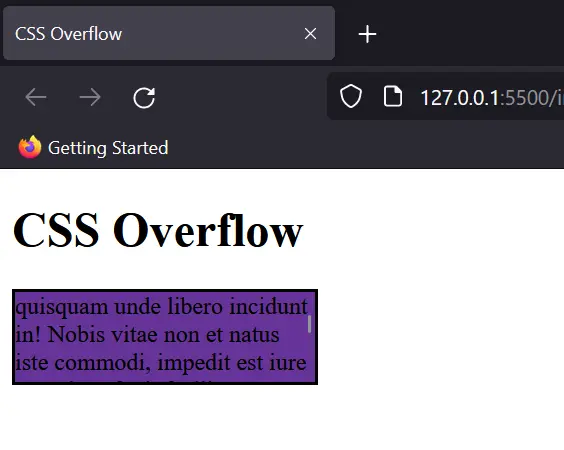 CSS Overflow
127.0.0.1:5500/i
Getting Started
CSS Overflow
quisquam unde libero incidunt
in! Nobis vitae non et natus
iste commodi, impedit est iure